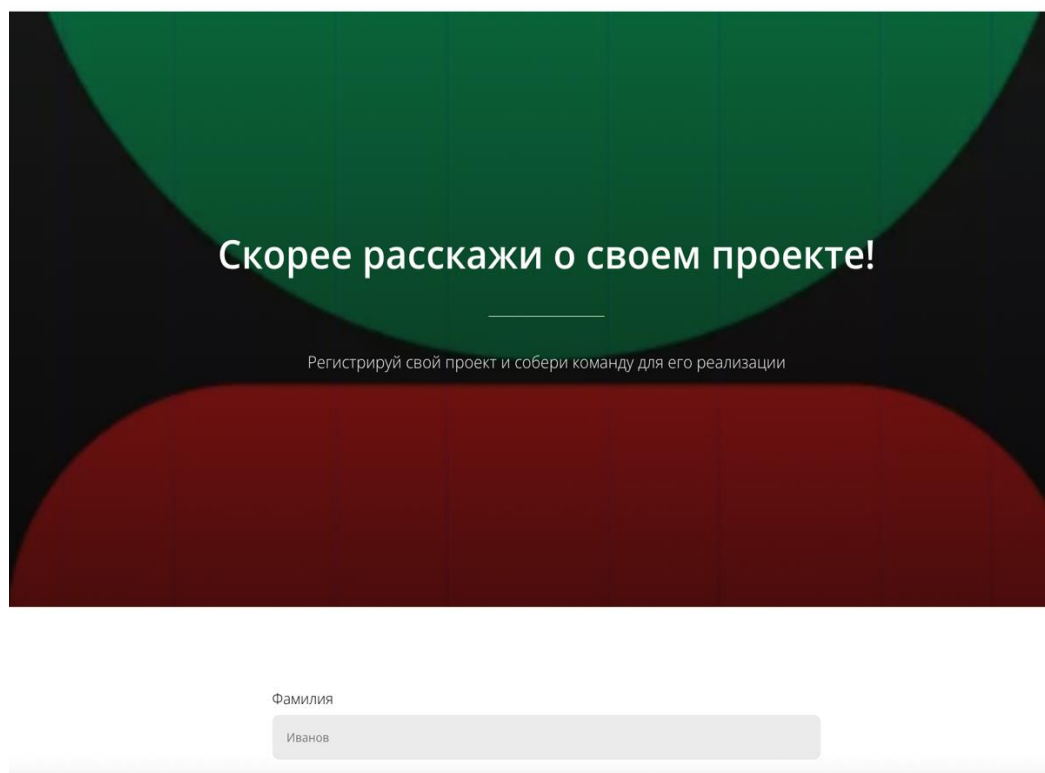 Скорее расскажи о своем проекте!
Регистрируй свой проект и собери команду для его реализации
Фамилия
Иванов